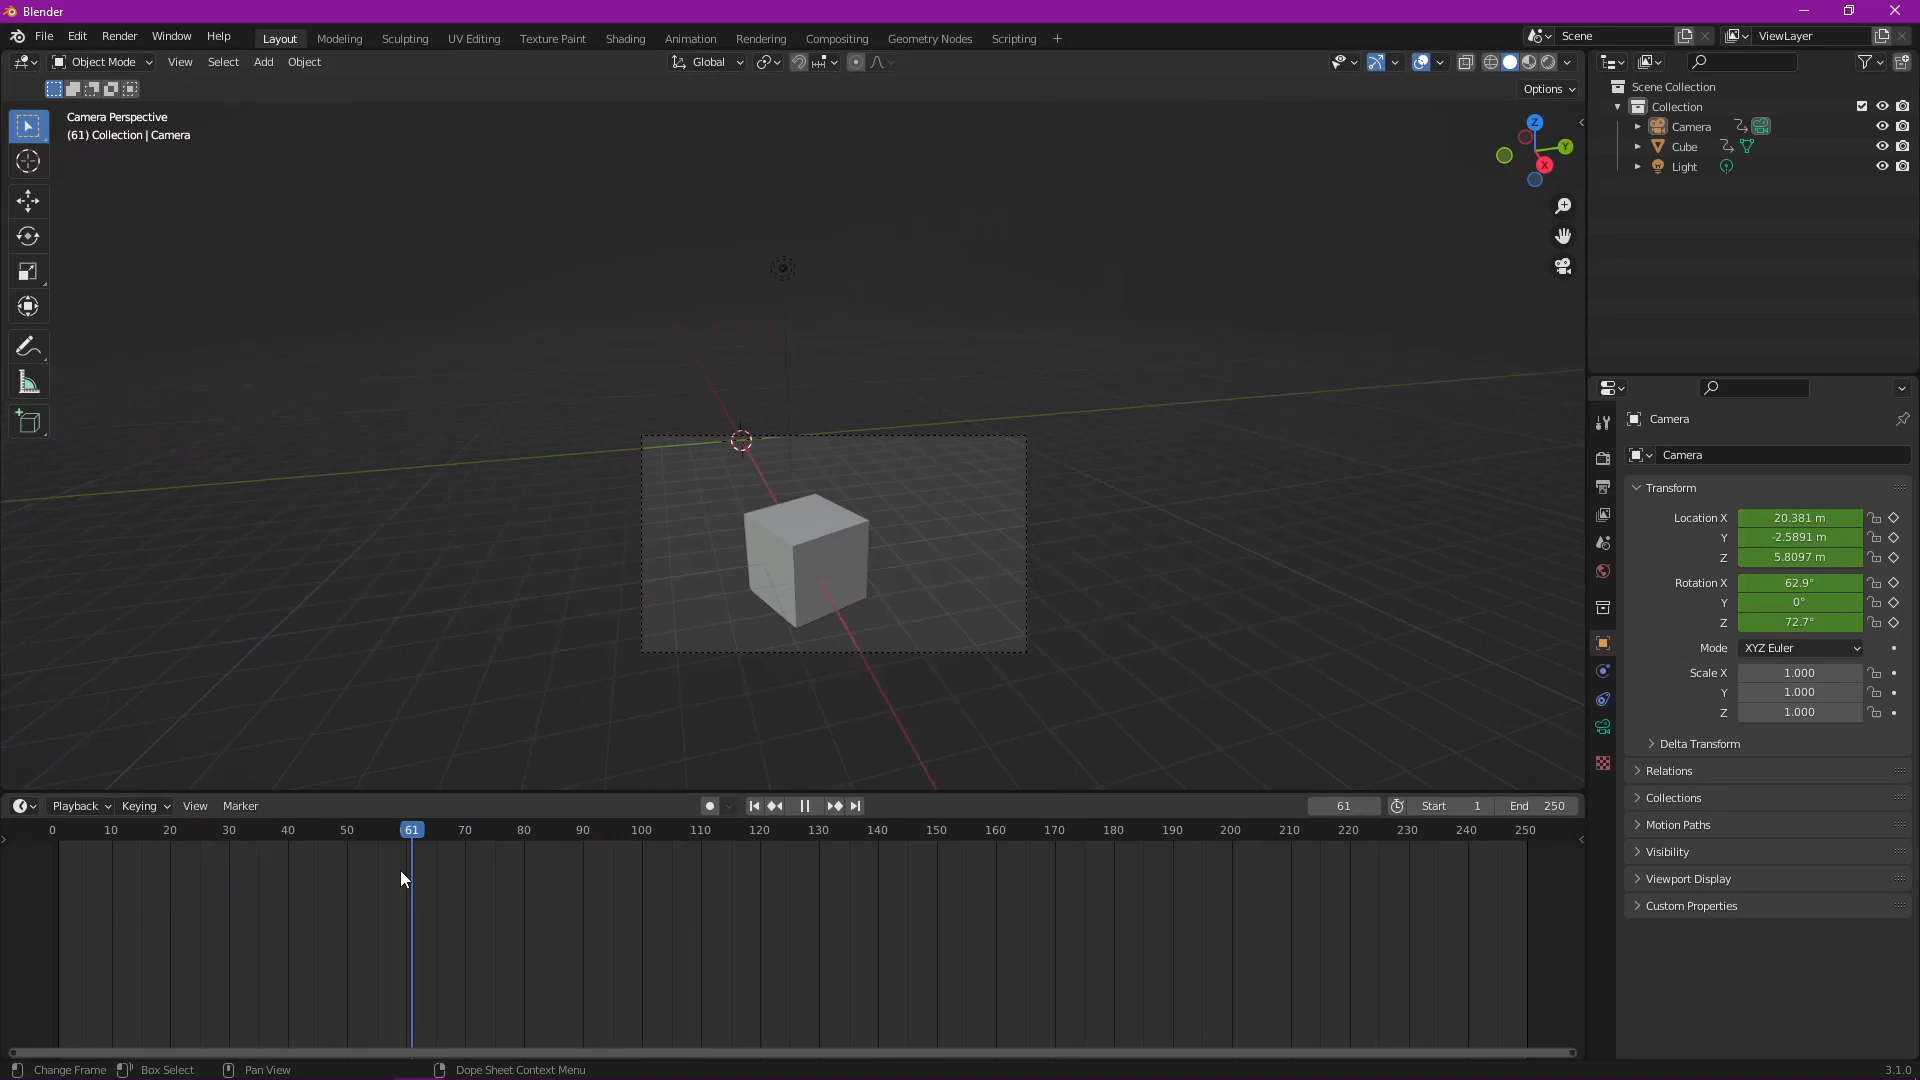 Blender
File Edit Render Window Help
Layout Modeling Sculpting UV Editing Texture Paint Shading Animation Rendering Compositing Geometry Nodes Scripting +
Scene
ViewLayer
Object Mode View Select Add Object
Global
Options
Camera Perspective
(61) Collection | Camera
Z
Y
X
Scene Collection
Collection
Camera
Cube
Light
Camera
Camera
Transform
Location X 20.381 m
Y -2.5891 m
Z 5.8097 m
Rotation X 62.9°
Y 0°
Z 72.7°
Mode XYZ Euler
Scale X 1.000
Y 1.000
Z 1.000
Delta Transform
Relations
Collections
Motion Paths
Visibility
Viewport Display
Custom Properties
Playback Keying View Marker
61 Start 1 End 250
0 10 20 30 40 50 61 70 80 90 100 110 120 130 140 150 160 170 180 190 200 210 220 230 240 250
Change Frame Box Select Pan View Dope Sheet Context Menu
3.1.0